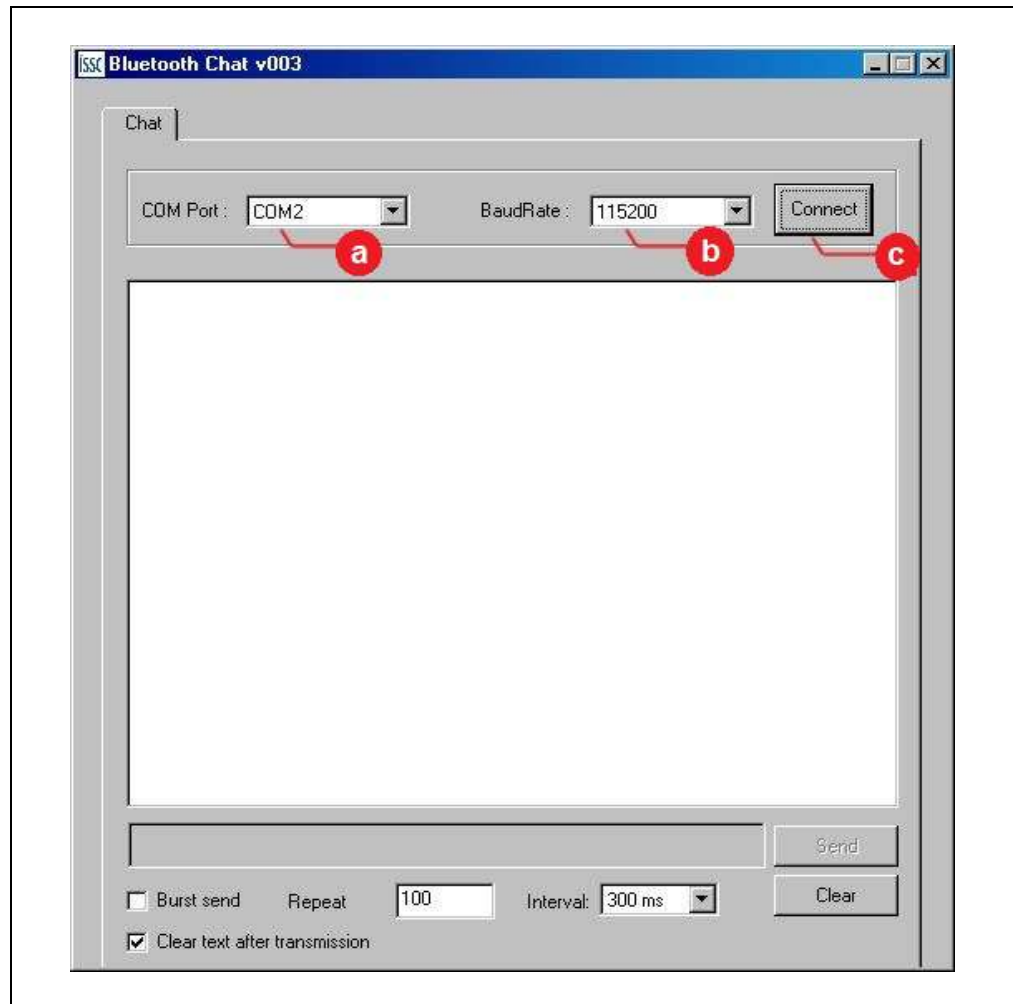 ISSC Bluetooth Chat v003
Chat
COM Port : COM2 BaudRate : 115200 Connect
a b c
Send
Burst send Repeat 100 Interval: 300 ms Clear
Clear text after transmission